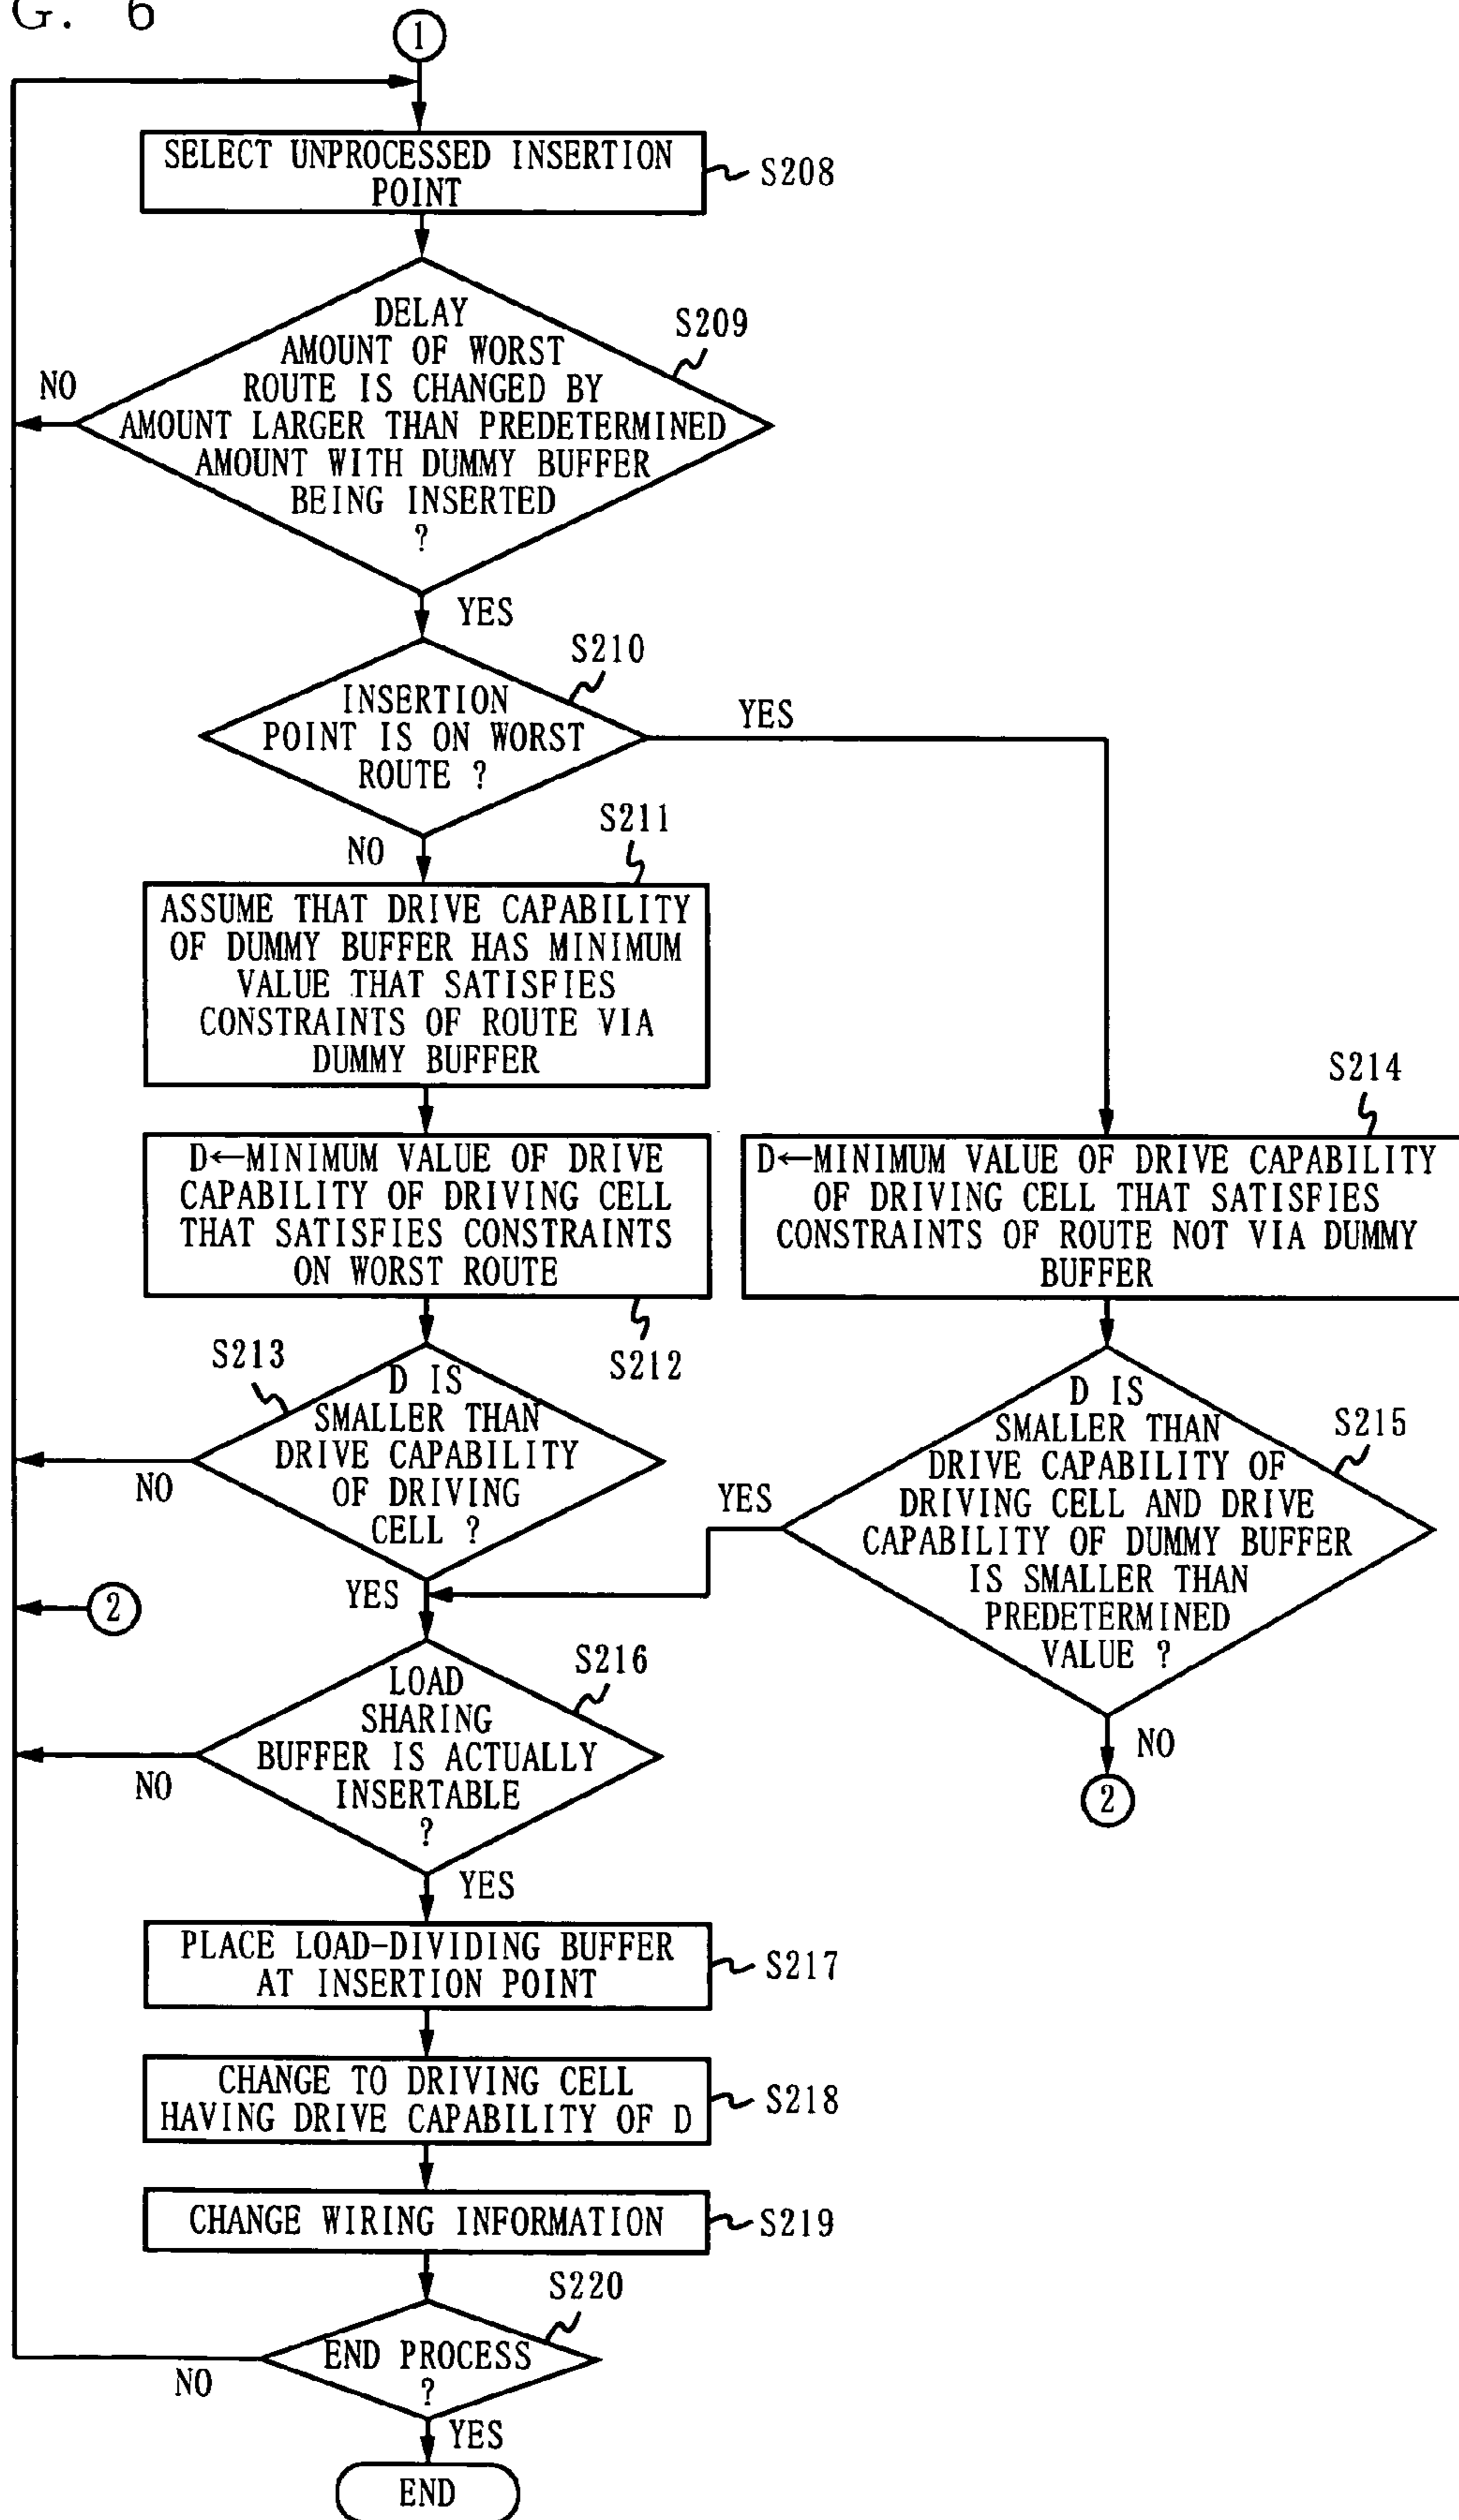 G. 6
1
SELECT UNPROCESSED INSERTION
POINT
S208
DELAY
AMOUNT OF WORST
ROUTE IS CHANGED BY
AMOUNT LARGER THAN PREDETERMINED
AMOUNT WITH DUMMY BUFFER
BEING INSERTED
?
S209
NO
YES
S210
INSERTION
POINT IS ON WORST
ROUTE ?
YES
NO
S211
ASSUME THAT DRIVE CAPABILITY
OF DUMMY BUFFER HAS MINIMUM
VALUE THAT SATISFIES
CONSTRAINTS OF ROUTE VIA
DUMMY BUFFER
D←MINIMUM VALUE OF DRIVE
CAPABILITY OF DRIVING CELL
THAT SATISFIES CONSTRAINTS
ON WORST ROUTE
S212
S214
D←MINIMUM VALUE OF DRIVE CAPABILITY
OF DRIVING CELL THAT SATISFIES
CONSTRAINTS OF ROUTE NOT VIA DUMMY
BUFFER
S213
D IS
SMALLER THAN
DRIVE CAPABILITY
OF DRIVING
CELL ?
NO
YES
S215
D IS
SMALLER THAN
DRIVE CAPABILITY OF
DRIVING CELL AND DRIVE
CAPABILITY OF DUMMY BUFFER
IS SMALLER THAN
PREDETERMINED
VALUE ?
YES
NO
2
2
S216
LOAD
SHARING
BUFFER IS ACTUALLY
INSERTABLE
?
NO
YES
PLACE LOAD-DIVIDING BUFFER
AT INSERTION POINT
S217
CHANGE TO DRIVING CELL
HAVING DRIVE CAPABILITY OF D
S218
CHANGE WIRING INFORMATION
S219
S220
END PROCESS
?
NO
YES
END